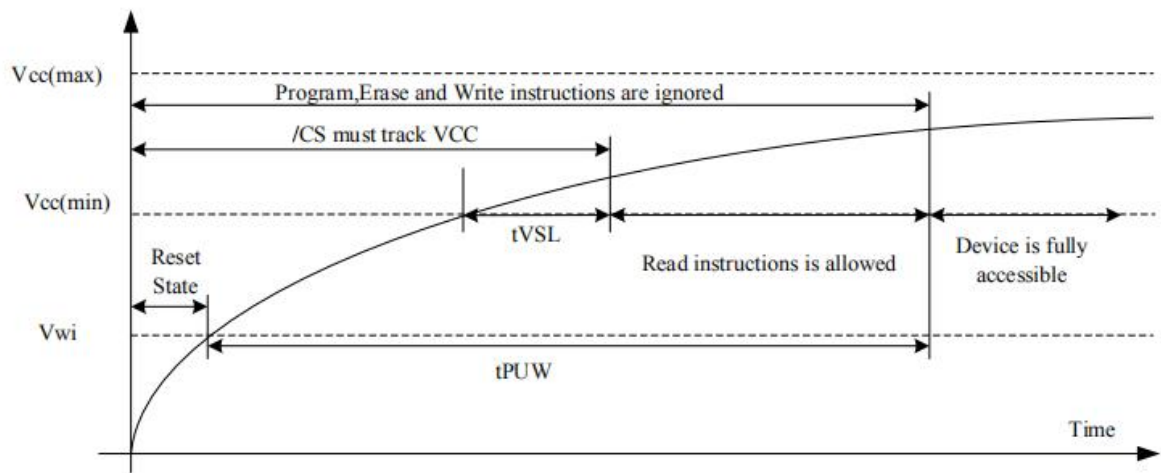 Vcc(max)
Program,Erase and Write instructions are ignored
/CS must track VCC
Vcc(min)
tVSL
Reset
State
Read instructions is allowed
Device is fully
accessible
Vwi
tPUW
Time